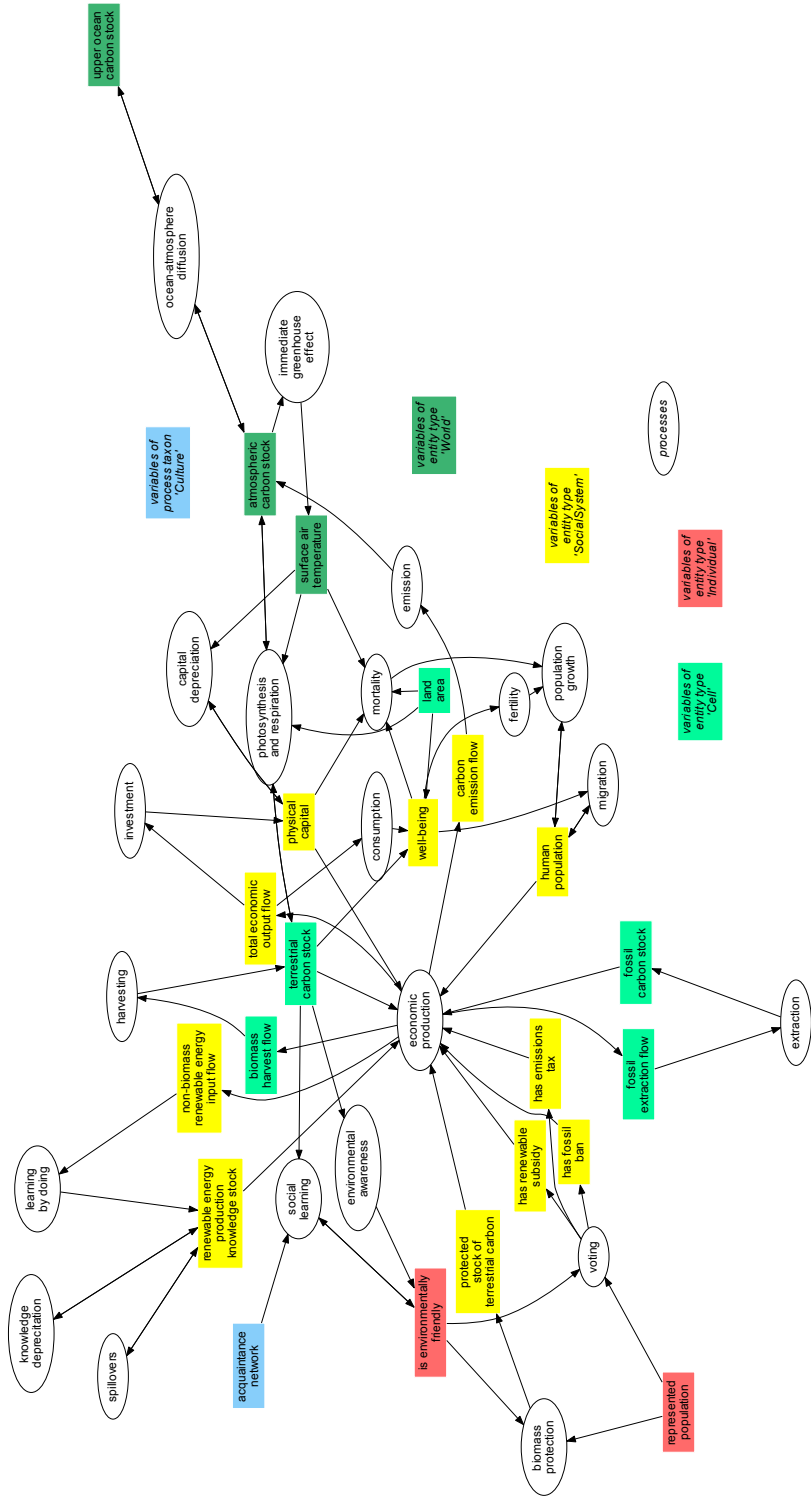 knowledge
deprecitation
learning
by doing
upper ocean
carbon stock
spillovers
harvesting
investment
ocean-atmosphere
diffusion
variables of
process taxon
'Culture'
renewable energy
production
knowledge stock
non-biomass
renewable energy
input flow
capital
depreciation
acquaintance
network
biomass
harvest flow
total economic
output flow
photosynthesis
and respiration
atmospheric
carbon stock
social
learning
terrestrial
carbon stock
physical
capital
surface air
temperature
immediate
greenhouse
effect
environmental
awareness
consumption
mortality
emission
is environmentally
friendly
economic
production
well-being
land
area
variables of
entity type
'World'
protected
stock of
terrestrial carbon
carbon
emission flow
fertility
biomass
protection
has renewable
subsidy
has emissions
tax
has fossil
ban
human
population
population
growth
variables of
entity type
'SocialSystem'
voting
migration
represented
population
fossil
extraction flow
fossil
carbon stock
variables of
entity type
'Cell'
variables of
entity type
'Individual'
processes
extraction